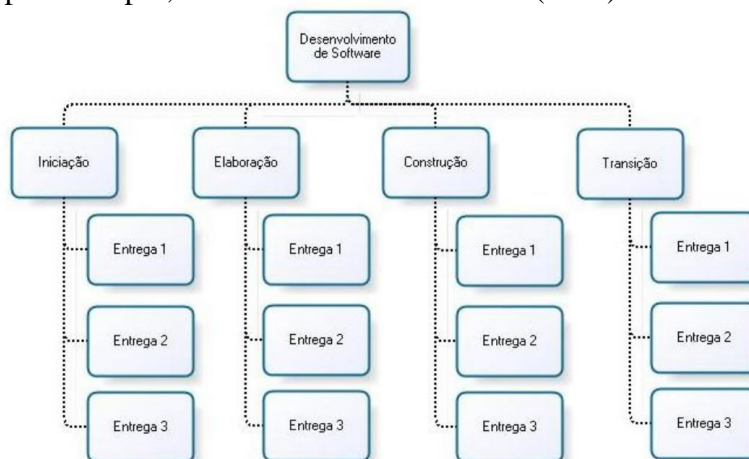 Desenvolvimento
de Software
Iniciação
Elaboração
Construção
Transição
Entrega 1
Entrega 1
Entrega 1
Entrega 1
Entrega 2
Entrega 2
Entrega 2
Entrega 2
Entrega 3
Entrega 3
Entrega 3
Entrega 3